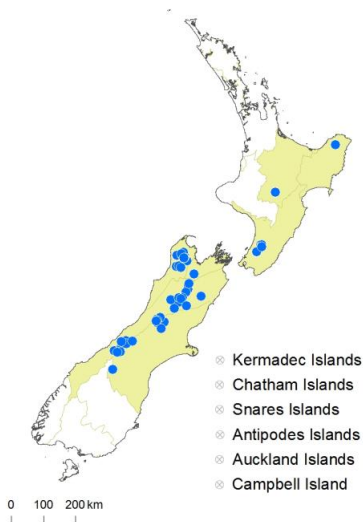 Kermadec Islands
Chatham Islands
Snares Islands
Antipodes Islands
Auckland Islands
Campbell Island
0 100 200 km